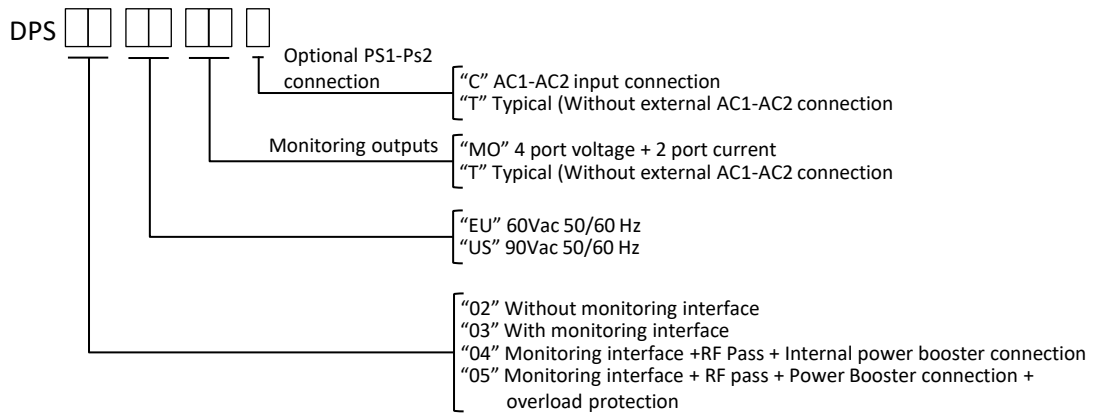 DPS
Optional PS1-Ps2
connection
“C” AC1-AC2 input connection
“T” Typical (Without external AC1-AC2 connection
Monitoring outputs
“MO” 4 port voltage + 2 port current
“T” Typical (Without external AC1-AC2 connection
“EU” 60Vac 50/60 Hz
“US” 90Vac 50/60 Hz
“02” Without monitoring interface
“03” With monitoring interface
“04” Monitoring interface +RF Pass + Internal power booster connection
“05” Monitoring interface + RF pass + Power Booster connection +
overload protection